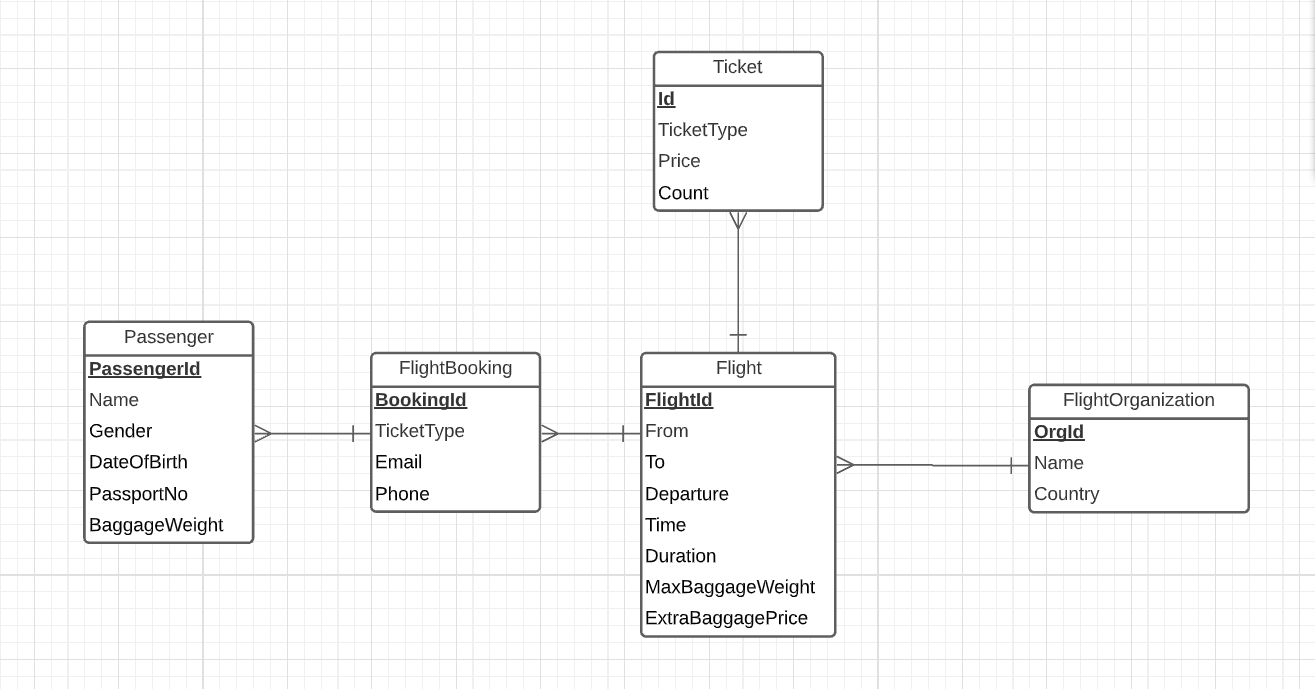 Ticket
Id
TicketType
Price
Count
Passenger
PassengerId
Name
Gender
DateOfBirth
PassportNo
BaggageWeight
FlightBooking
BookingId
TicketType
Email
Phone
Flight
FlightId
From
To
Departure
Time
Duration
MaxBaggageWeight
ExtraBaggagePrice
FlightOrganization
OrgId
Name
Country